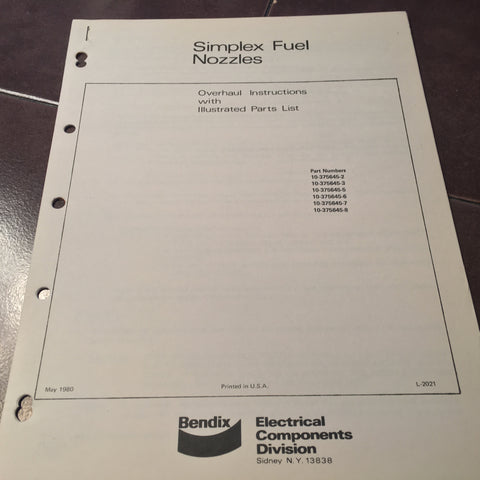 Simplex Fuel
Nozzles
Overhaul Instructions
with
Illustrated Parts List
Part Numbers
10-375645-2
10-375645-3
10-375645-5
10-375645-6
10-375645-7
10-375645-8
May 1980
Printed in U.S.A.
L-2021
Bendix
Electrical
Components
Division
Sidney N.Y. 13838